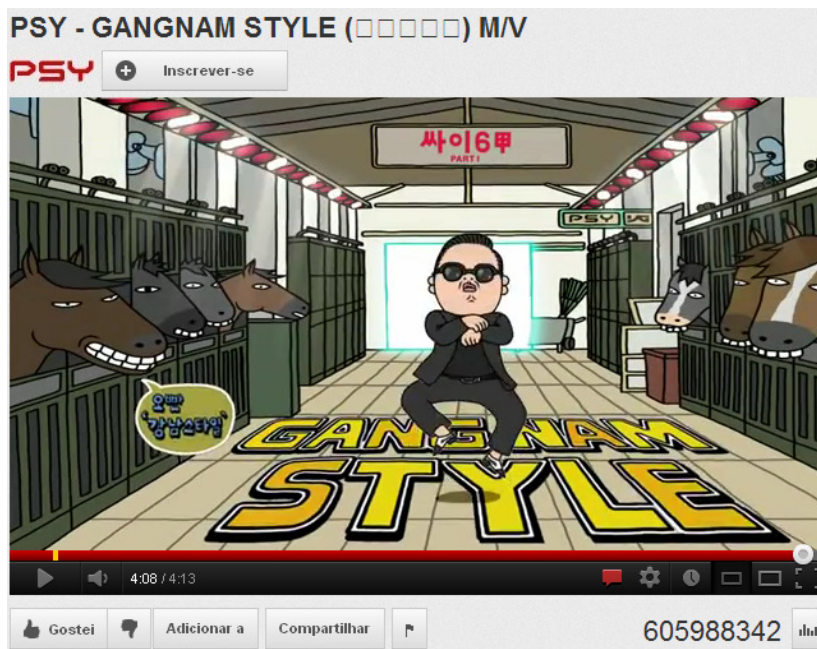 PSY - GANGNAM STYLE (□□□□□) M/V
PSY
Inscrever-se
싸이6甲
PART1
PSY
오빤
'강남스타일'
GANGNAM
STYLE
4:08 / 4:13
Gostei
Adicionar a
Compartilhar
605988342